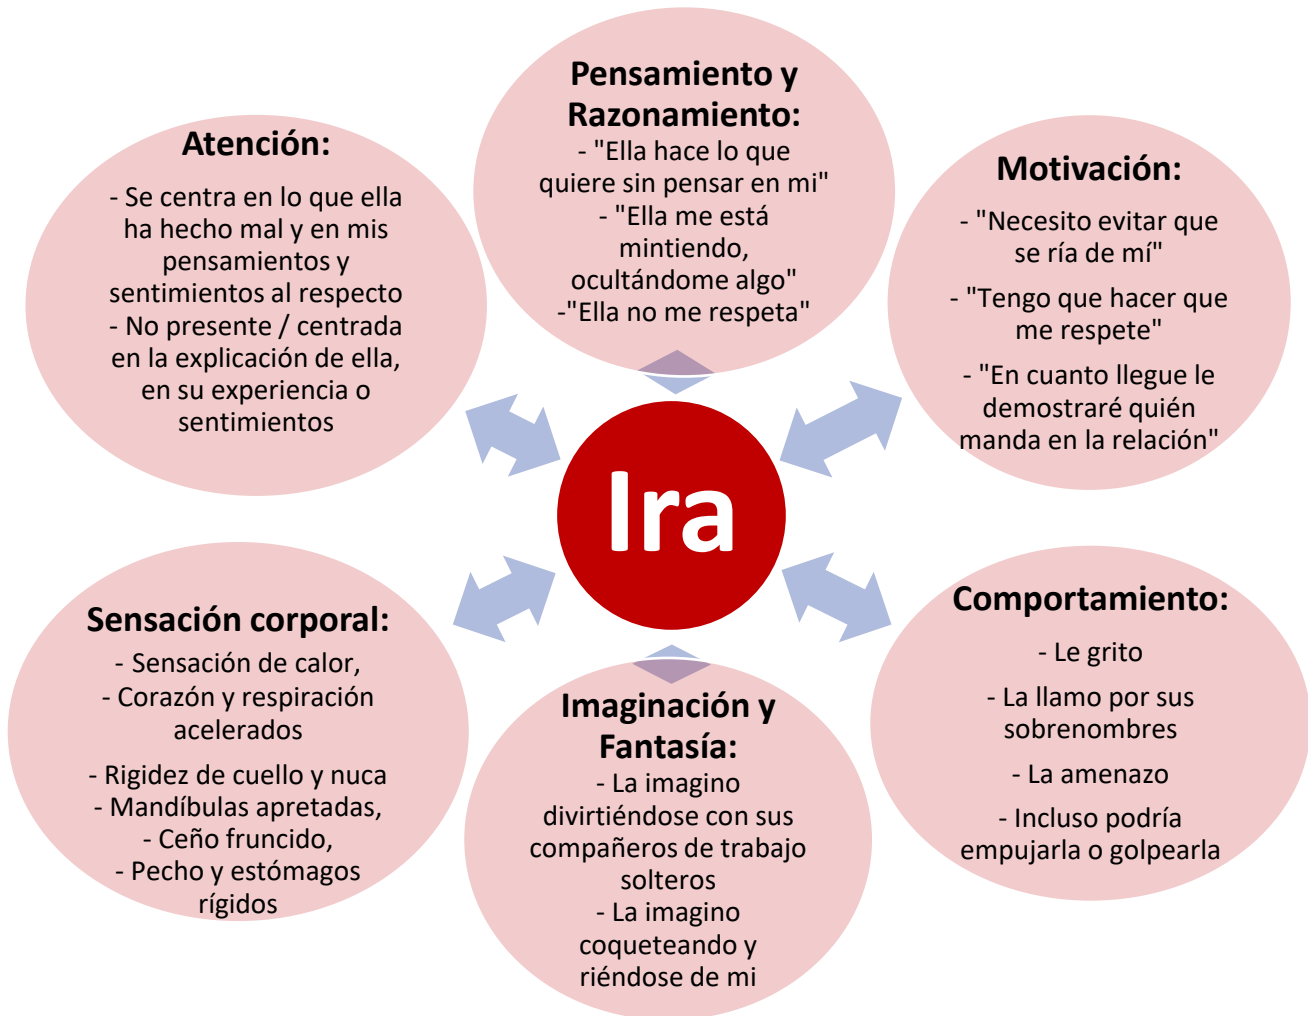 Pensamiento y
Razonamiento:
- "Ella hace lo que
quiere sin pensar en mi"
- "Ella me está
mintiendo,
ocultándome algo"
-"Ella no me respeta"
Atención:
- Se centra en lo que ella
ha hecho mal y en mis
pensamientos y
sentimientos al respecto
- No presente / centrada
en la explicación de ella,
en su experiencia o
sentimientos
Motivación:
- "Necesito evitar que
se ría de mí"
- "Tengo que hacer que
me respete"
- "En cuanto llegue le
demostraré quién
manda en la relación"
Ira
Sensación corporal:
- Sensación de calor,
- Corazón y respiración
acelerados
- Rigidez de cuello y nuca
- Mandíbulas apretadas,
- Ceño fruncido,
- Pecho y estómagos
rígidos
Imaginación y
Fantasía:
- La imagino
divirtiéndose con sus
compañeros de trabajo
solteros
- La imagino
coqueteando y
riéndose de mi
Comportamiento:
- Le grito
- La llamo por sus
sobrenombres
- La amenazo
- Incluso podría
empujarla o golpearla